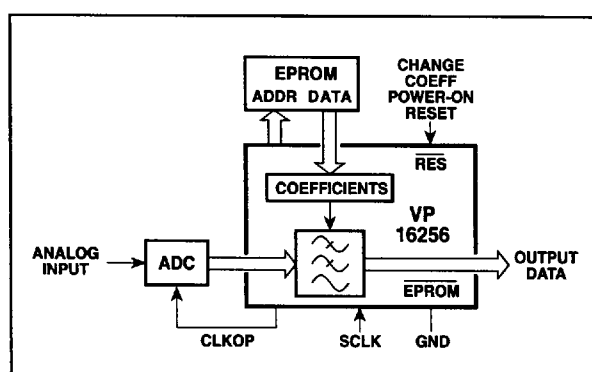 EPROM
ADDR DATA
CHANGE
COEFF
POWER-ON
RESET
RES
COEFFICIENTS
VP
16256
ANALOG
INPUT
ADC
OUTPUT
DATA
EPROM
CLKOP
SCLK
GND